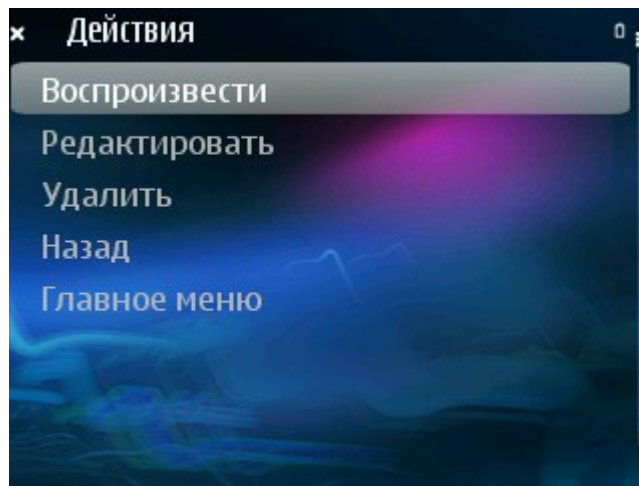 Действия
Воспроизвести
Редактировать
Удалить
Назад
Главное меню